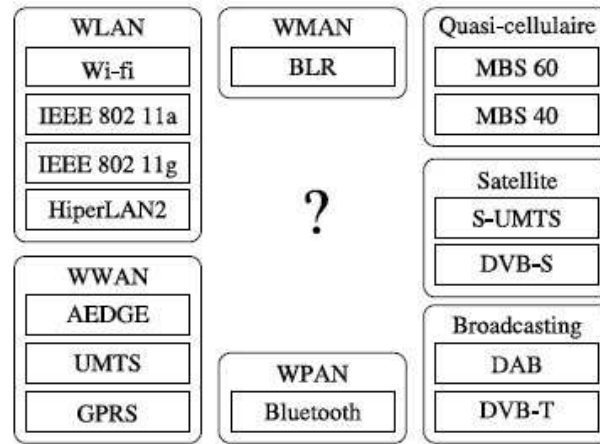 WLAN
Wi-fi
IEEE 802 11a
IEEE 802 11g
HiperLAN2
WMAN
BLR
Quasi-cellulaire
MBS 60
MBS 40
?
Satellite
S-UMTS
DVB-S
WWAN
AEDGE
UMTS
GPRS
WPAN
Bluetooth
Broadcasting
DAB
DVB-T